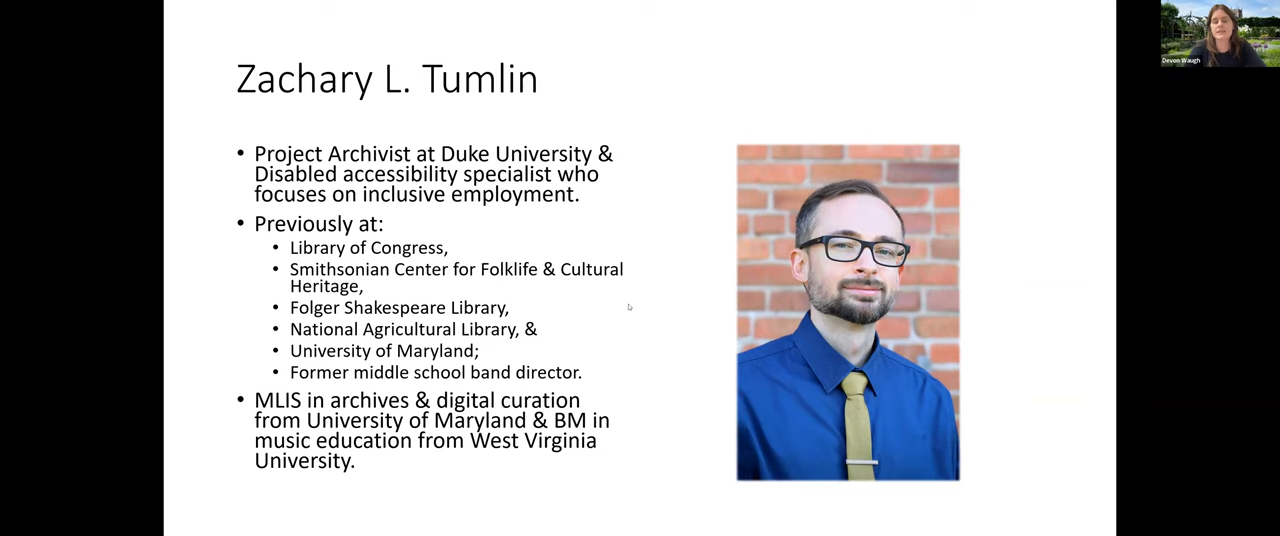 Zachary L. Tumlin
• Project Archivist at Duke University &
Disabled accessibility specialist who
focuses on inclusive employment.
• Previously at:
• Library of Congress,
• Smithsonian Center for Folklife & Cultural
Heritage,
• Folger Shakespeare Library,
• National Agricultural Library, &
• University of Maryland;
• Former middle school band director.
• MLIS in archives & digital curation
from University of Maryland & BM in
music education from West Virginia
University.
Devon Waugh